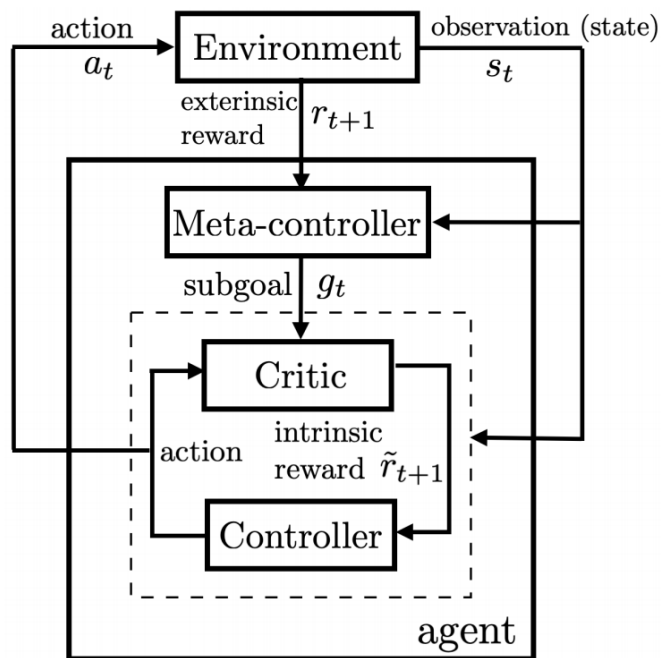 action
a_t
Environment
observation (state)
s_t
exterinsic
reward
r_{t+1}
Meta-controller
subgoal g_t
Critic
action
intrinsic
reward r̃_{t+1}
Controller
agent